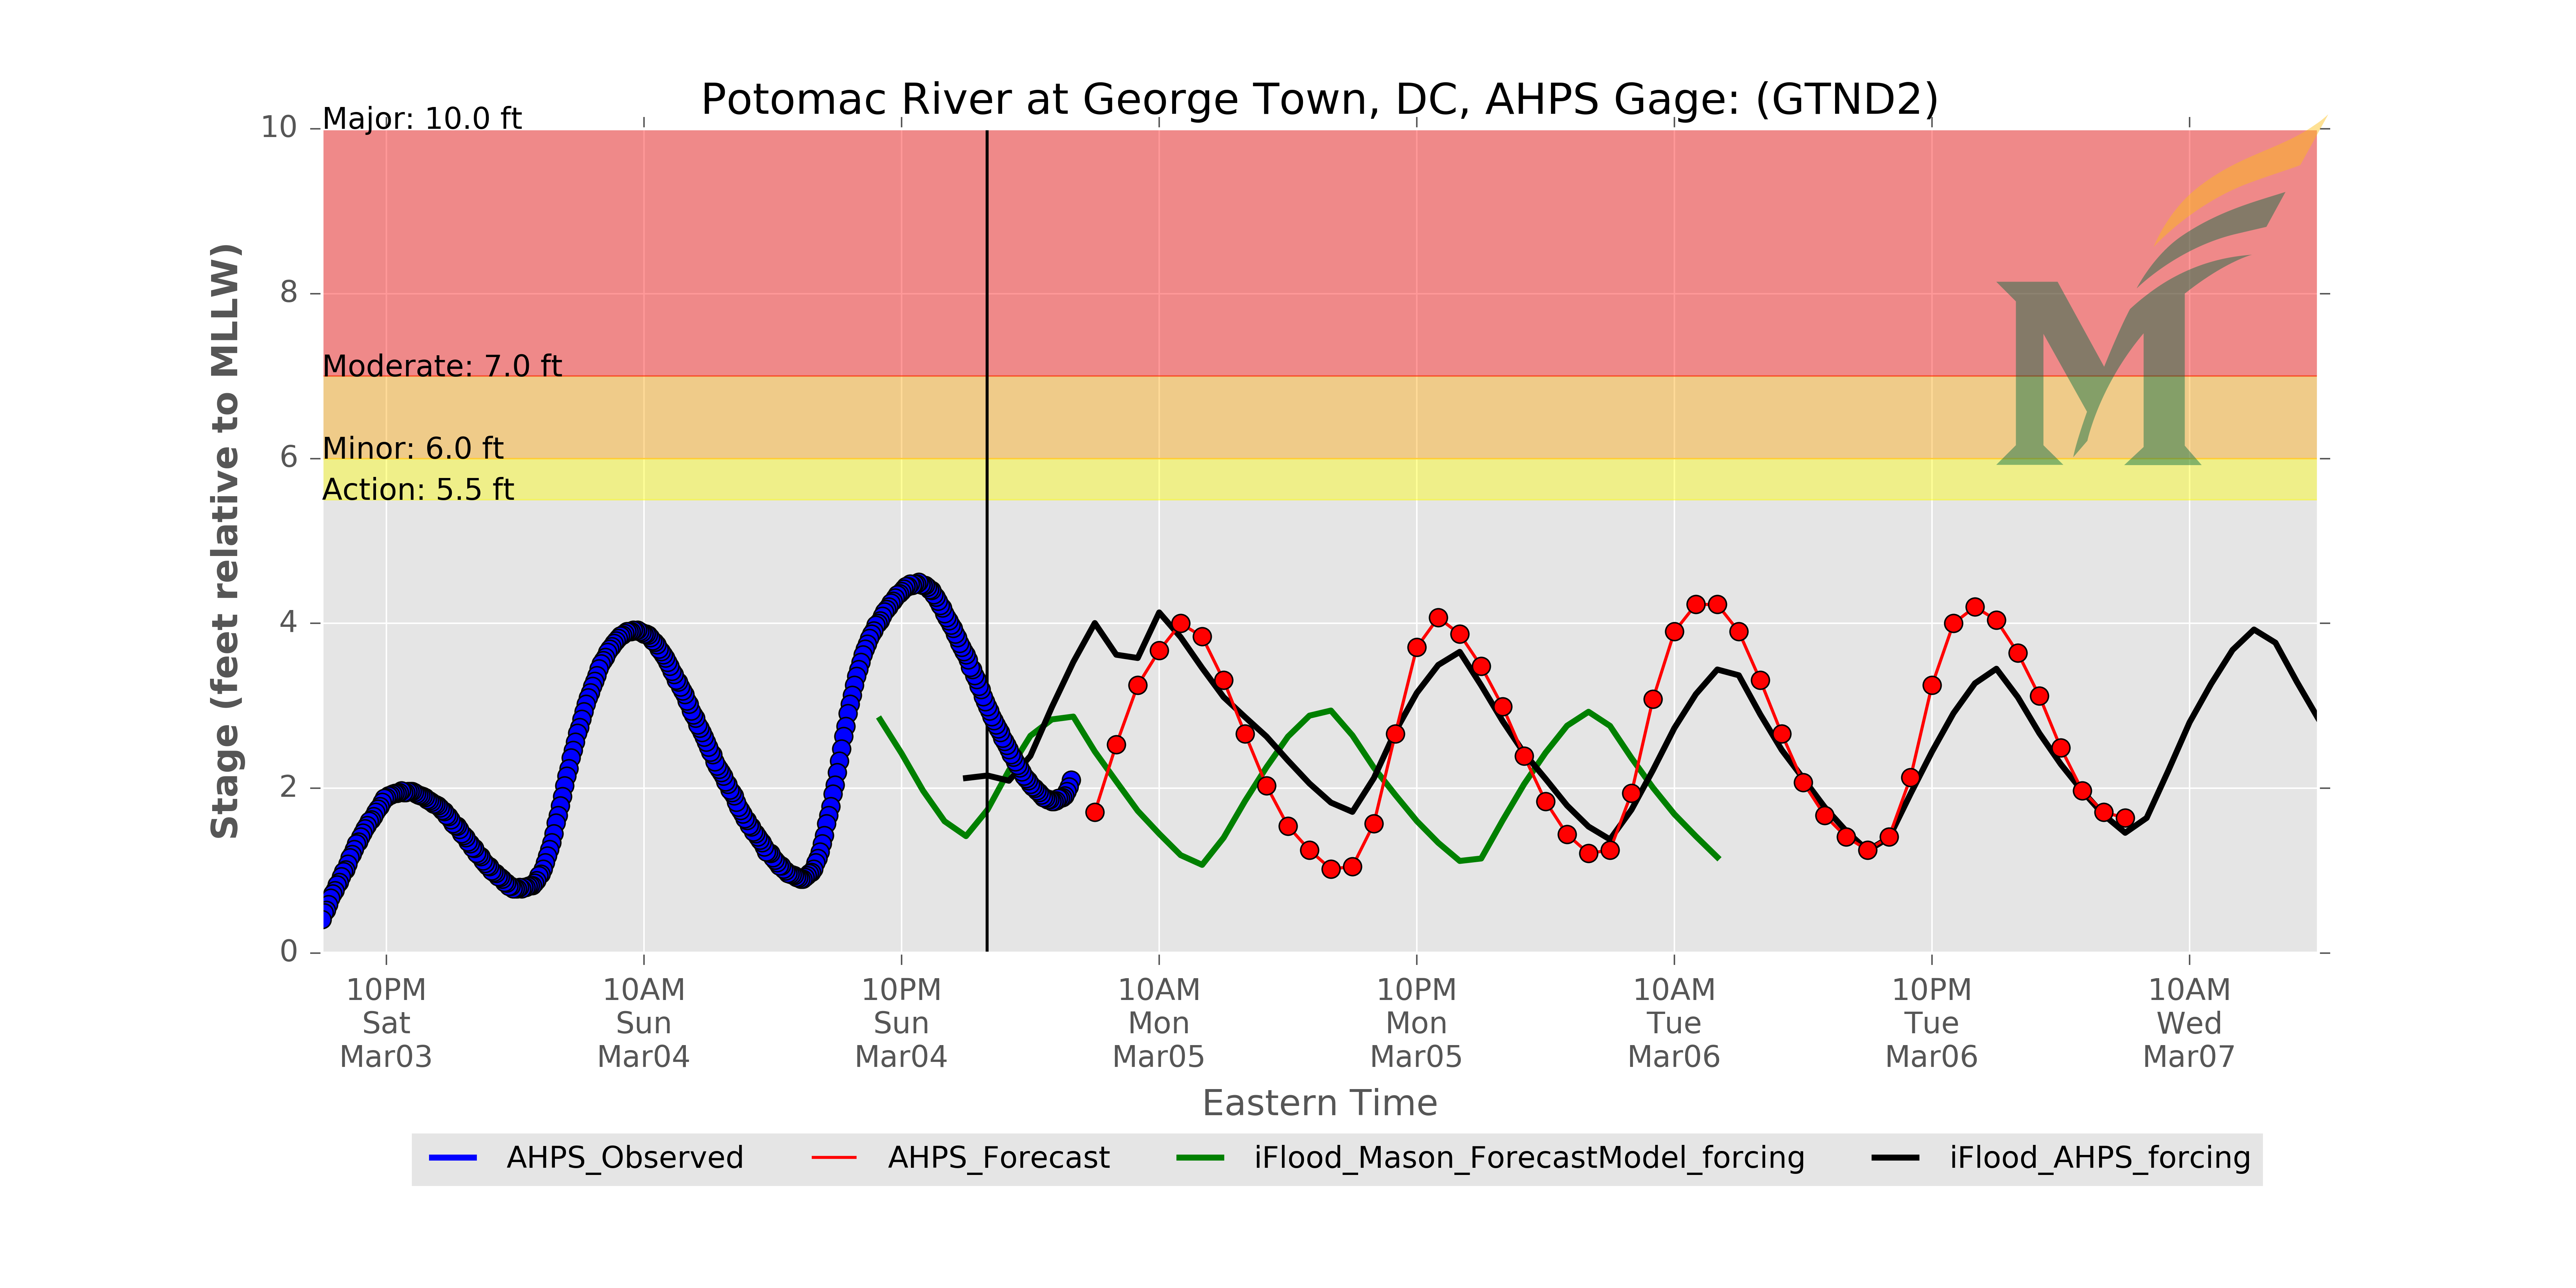 Potomac River at George Town, DC, AHPS Gage: (GTND2)
Major: 10.0 ft
Moderate: 7.0 ft
Minor: 6.0 ft
Action: 5.5 ft
10
8
6
4
2
0
Stage (feet relative to MLLW)
10PM
Sat
Mar03
10AM
Sun
Mar04
10PM
Sun
Mar04
10AM
Mon
Mar05
10PM
Mon
Mar05
10AM
Tue
Mar06
10PM
Tue
Mar06
10AM
Wed
Mar07
Eastern Time
AHPS_Observed
AHPS_Forecast
iFlood_Mason_ForecastModel_forcing
iFlood_AHPS_forcing
M